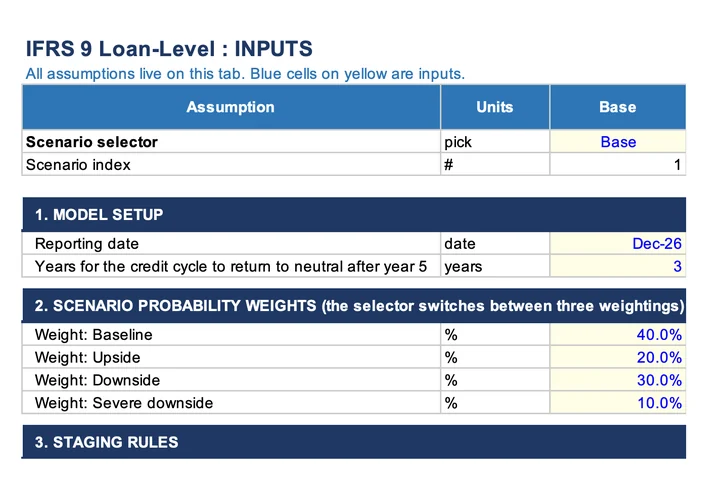 IFRS 9 Loan-Level : INPUTS
All assumptions live on this tab. Blue cells on yellow are inputs.
Assumption Units Base
Scenario selector pick Base
Scenario index # 1
1. MODEL SETUP
Reporting date date Dec-26
Years for the credit cycle to return to neutral after year 5 years 3
2. SCENARIO PROBABILITY WEIGHTS (the selector switches between three weightings)
Weight: Baseline % 40.0%
Weight: Upside % 20.0%
Weight: Downside % 30.0%
Weight: Severe downside % 10.0%
3. STAGING RULES